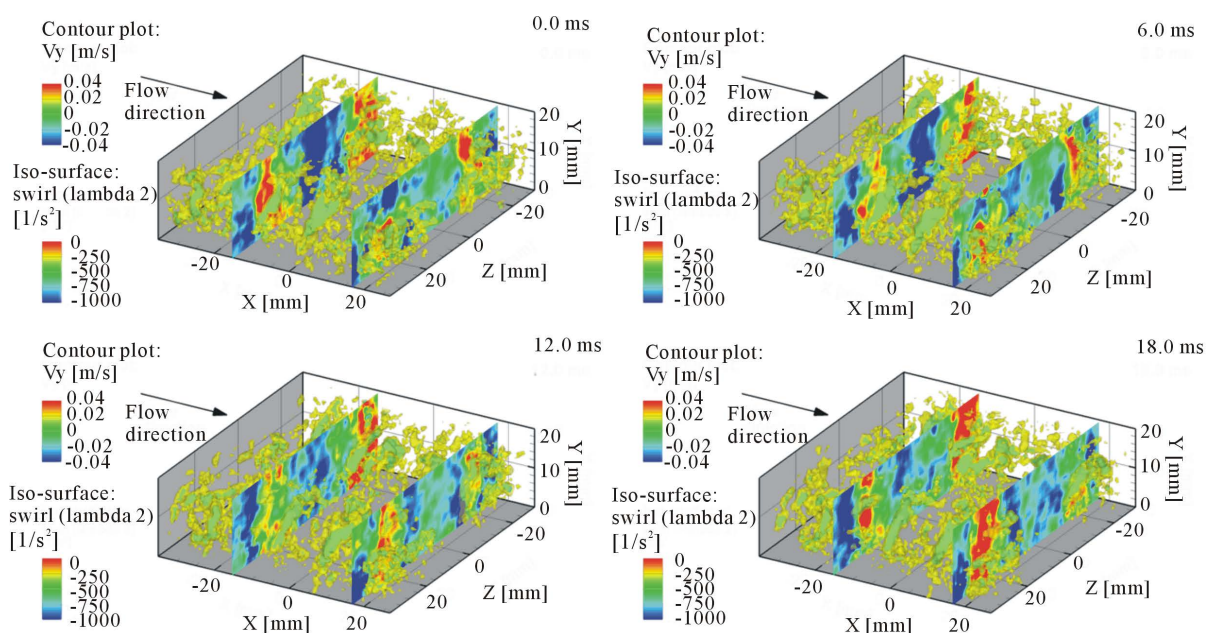 Contour plot:
Vy [m/s]
0.04
0.02
0
-0.02
-0.04
Flow
direction
Iso-surface:
swirl (lambda 2)
[1/s²]
0
-250
-500
-750
-1000
0.0 ms
20
10
0
Y [mm]
-20
0
20
Z [mm]
-20
0
20
X [mm]
Contour plot:
Vy [m/s]
0.04
0.02
0
-0.02
-0.04
Flow
direction
Iso-surface:
swirl (lambda 2)
[1/s²]
0
-250
-500
-750
-1000
6.0 ms
20
10
0
Y [mm]
-20
0
20
Z [mm]
-20
0
20
X [mm]
Contour plot:
Vy [m/s]
0.04
0.02
0
-0.02
-0.04
Flow
direction
Iso-surface:
swirl (lambda 2)
[1/s²]
0
-250
-500
-750
-1000
12.0 ms
20
10
0
Y [mm]
-20
0
20
Z [mm]
-20
0
20
X [mm]
Contour plot:
Vy [m/s]
0.04
0.02
0
-0.02
-0.04
Flow
direction
Iso-surface:
swirl (lambda 2)
[1/s²]
0
-250
-500
-750
-1000
18.0 ms
20
10
0
Y [mm]
-20
0
20
Z [mm]
-20
0
20
X [mm]